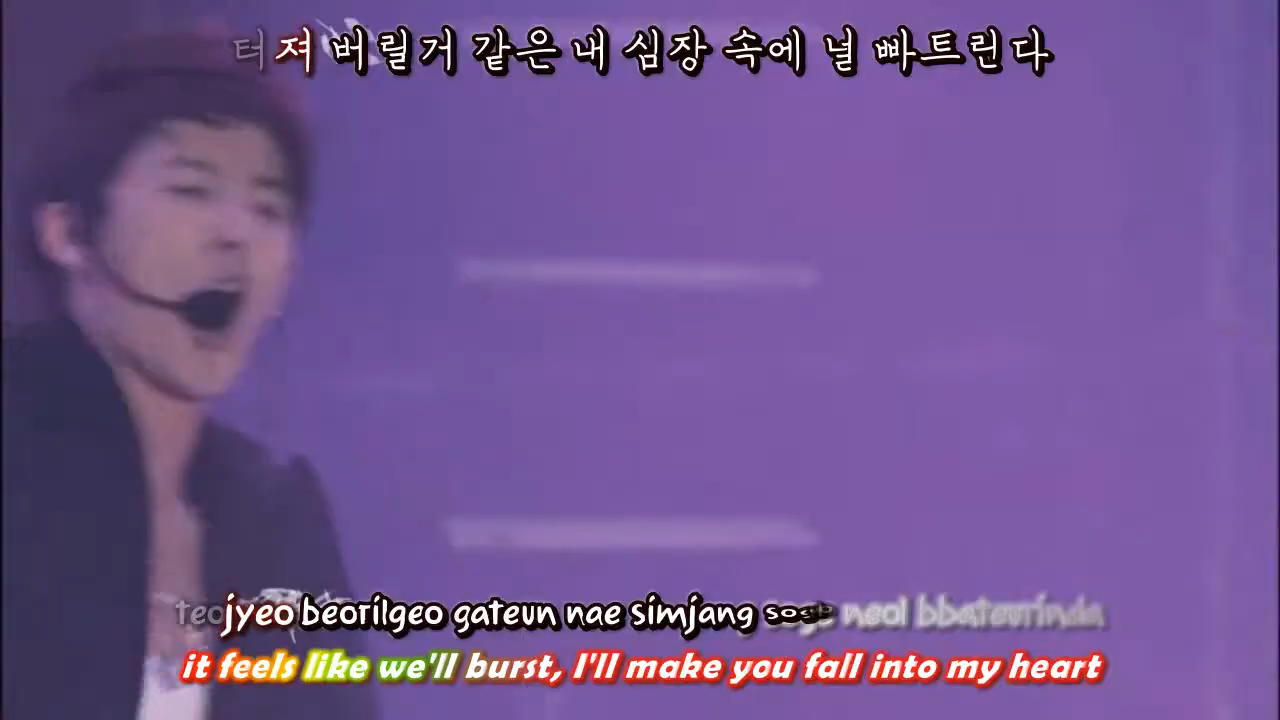 터져 버릴거 같은 내 심장 속에 널 빠트린다
teojyeo beorilgeo gateun nae simjang soge neol bbateurinda
it feels like we'll burst, I'll make you fall into my heart